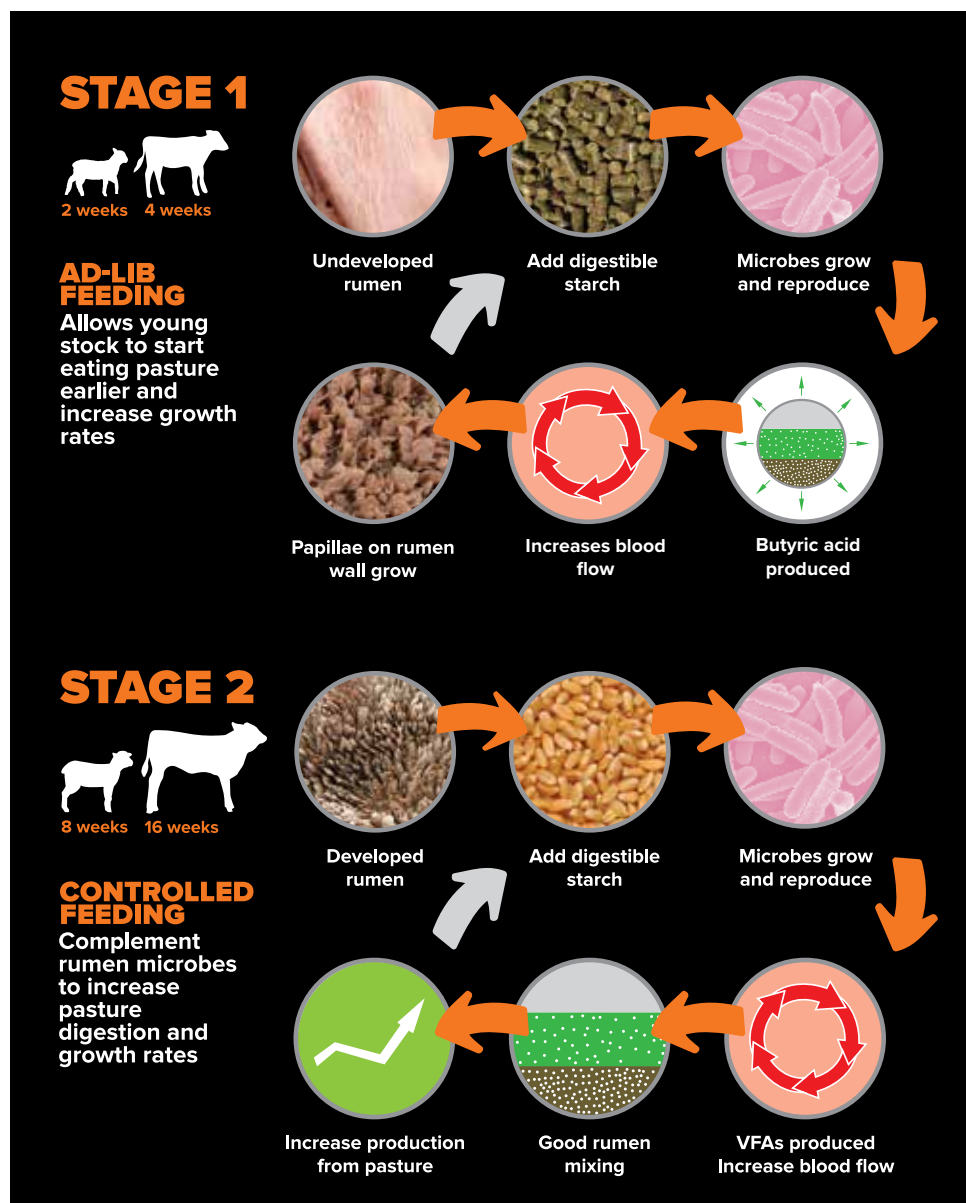 STAGE 1
2 weeks 4 weeks
AD-LIB
FEEDING
Allows young
stock to start
eating pasture
earlier and
increase growth
rates
Undeveloped
rumen
Add digestible
starch
Microbes grow
and reproduce
Papillae on rumen
wall grow
Increases blood
flow
Butyric acid
produced
STAGE 2
8 weeks 16 weeks
CONTROLLED
FEEDING
Complement
rumen microbes
to increase
pasture
digestion and
growth rates
Developed
rumen
Add digestible
starch
Microbes grow
and reproduce
Increase production
from pasture
Good rumen
mixing
VFAs produced
Increase blood flow